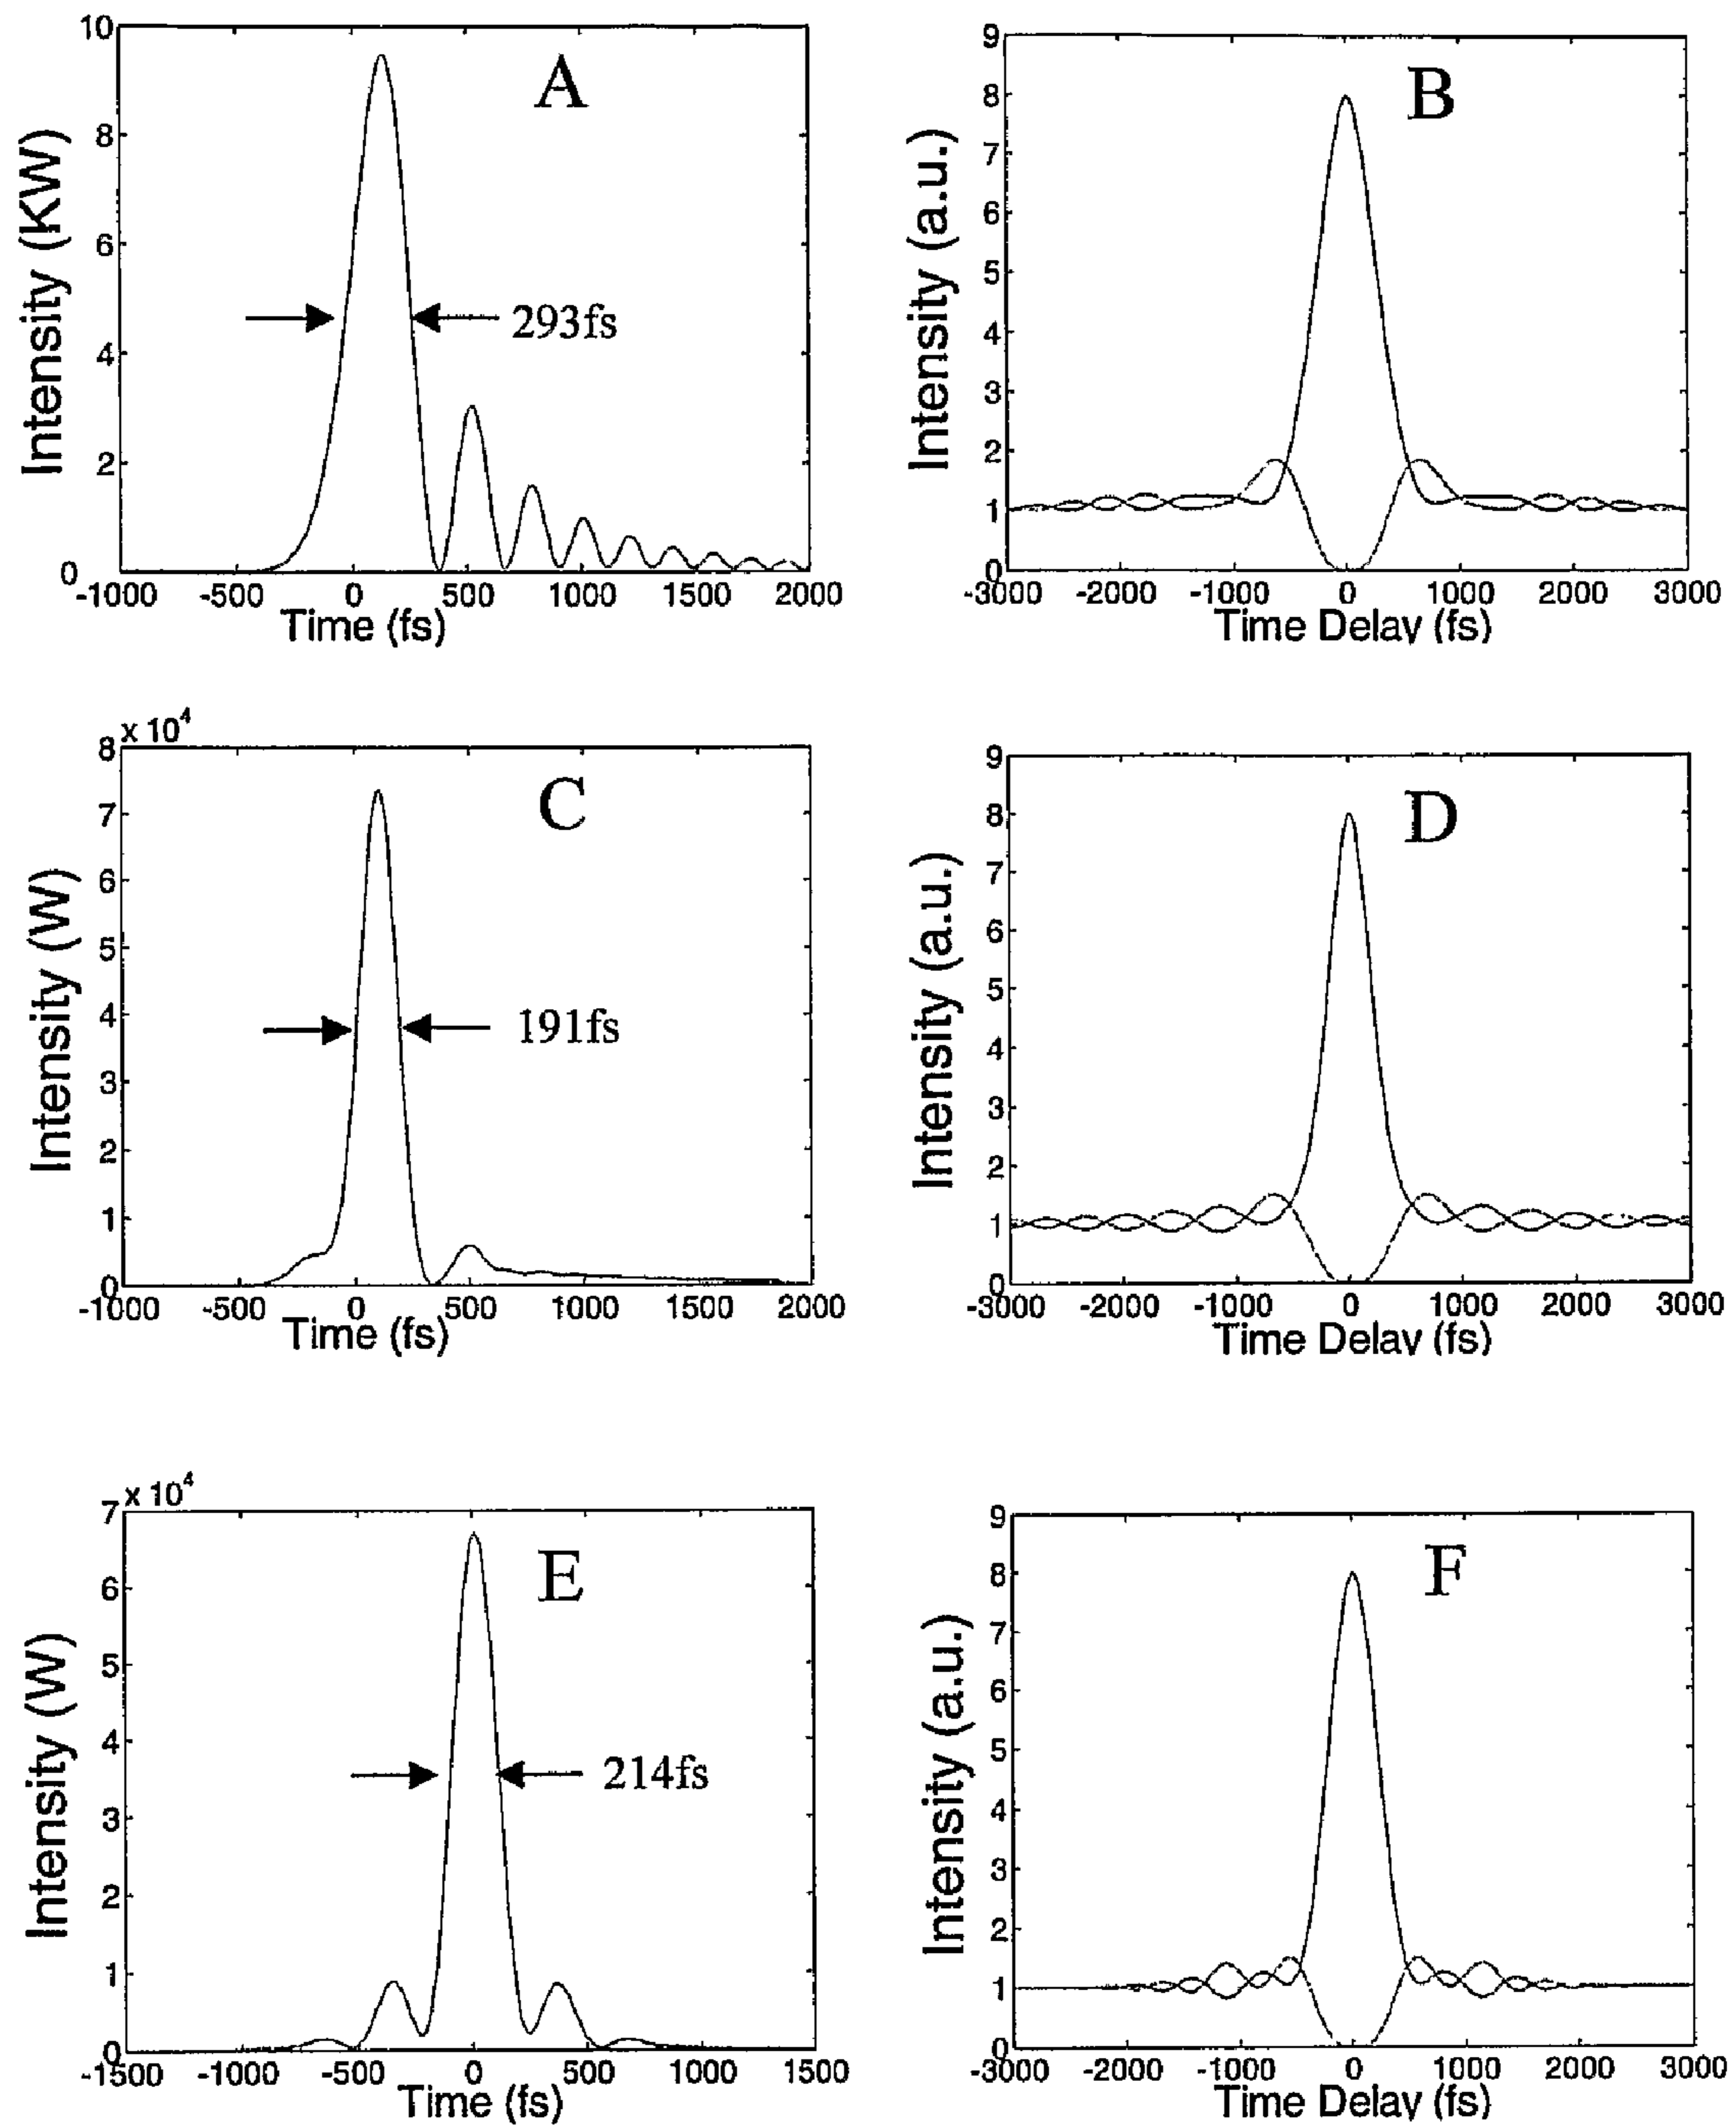 A
Intensity (KW)
10
8
6
4
2
0
293fs
-1000 -500 0 500 1000 1500 2000
Time (fs)
B
Intensity (a.u.)
9
8
7
6
5
4
3
2
1
0
-3000 -2000 -1000 0 1000 2000 3000
Time Delay (fs)
C
x 10⁴
Intensity (W)
8
7
6
5
4
3
2
1
0
191fs
-1000 -500 0 500 1000 1500 2000
Time (fs)
D
Intensity (a.u.)
9
8
7
6
5
4
3
2
1
0
-3000 -2000 -1000 0 1000 2000 3000
Time Delay (fs)
E
x 10⁴
Intensity (W)
7
6
5
4
3
2
1
0
214fs
-1500 -1000 -500 0 500 1000 1500
Time (fs)
F
Intensity (a.u.)
9
8
7
6
5
4
3
2
1
0
-3000 -2000 -1000 0 1000 2000 3000
Time Delay (fs)